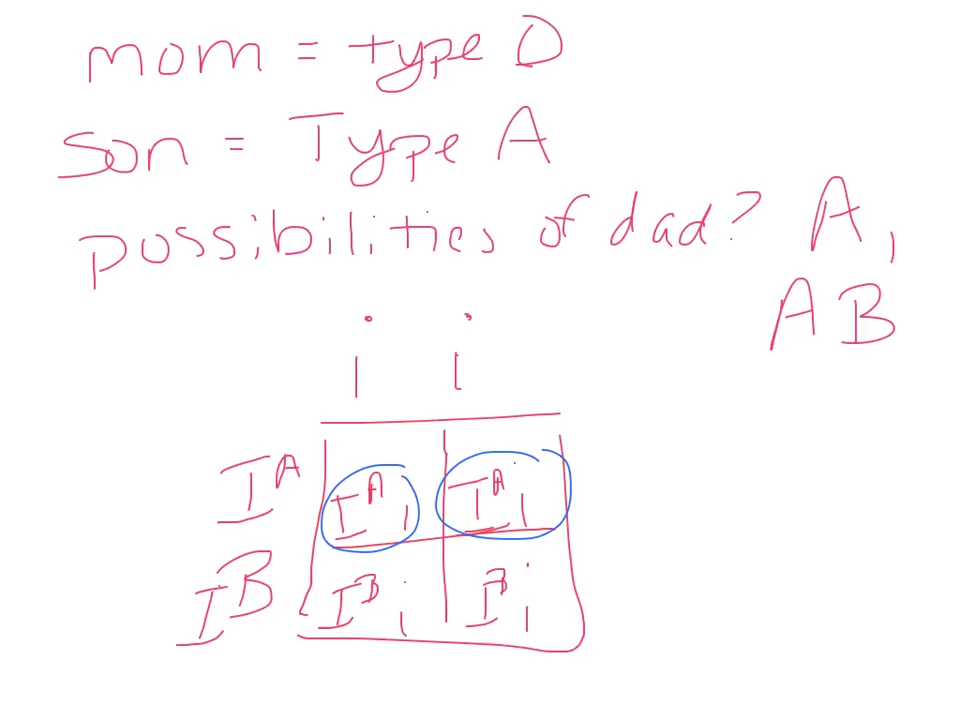 mom = type O
son = Type A
possibilities of dad? A,
AB
i i
I^A I^A i I^A i
I^B I^B i I^B i